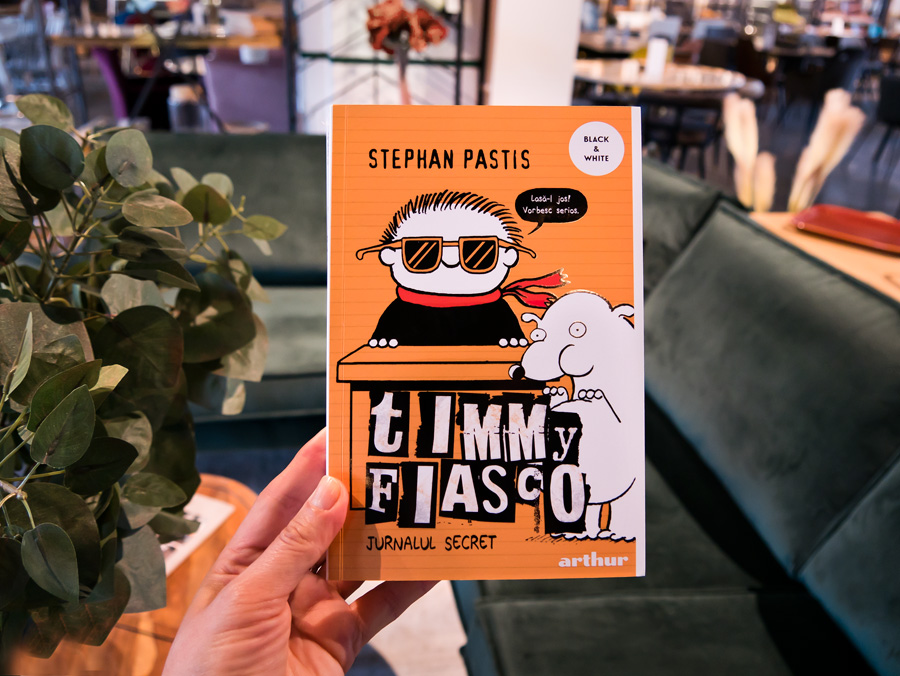 STEPHAN PASTIS
BLACK
&
WHITE
Lasă-l jos!
Vorbesc serios.
tIMMy
FIASCO
JURNALUL SECRET
arthur